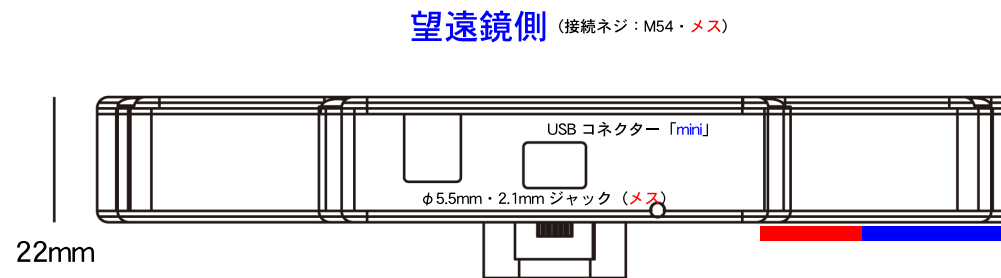 望遠鏡側（接続ネジ：M54・メス）
USB コネクター「mini」
φ5.5mm・2.1mm ジャック（メス）
22mm